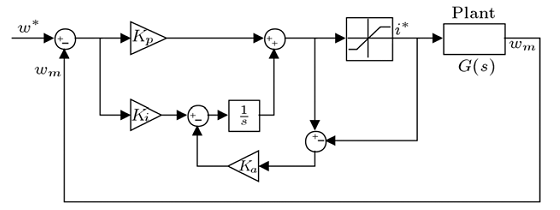 Plant
w*
K_p
i*
w_m
w_m
G(s)
K_i
1/s
K_a